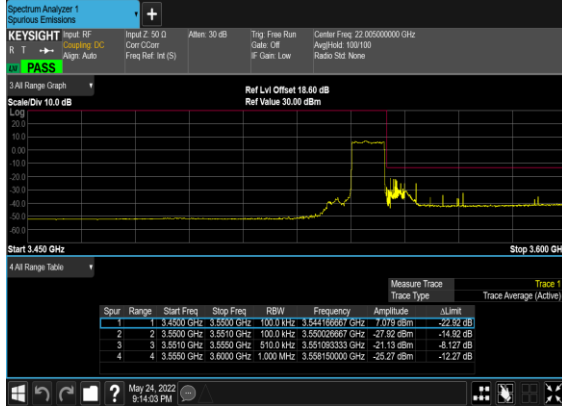 Spectrum Analyzer 1
Spurious Emissions
+
KEYSIGHT Input: RF Input Z: 50 Ω Atten: 30 dB Trig: Free Run Center Freq: 22.005000000 GHz
R T Coupling: DC Corr CCorr Gate: Off Avg|Hold: 100/100
Align: Auto Freq Ref: Int (S) IF Gain: Low Radio Std: None
PASS
3 All Range Graph
Ref Lvl Offset 18.60 dB
Scale/Div 10.0 dB Ref Value 30.00 dBm
Log
20.0
10.0
0.00
-10.0
-20.0
-30.0
-40.0
-50.0
-60.0
Start 3.450 GHz Stop 3.600 GH
4 All Range Table
Measure Trace Trace 1
Trace Type Trace Average (Active)
Spur Range Start Freq Stop Freq RBW Frequency Amplitude ΔLimit
1 1 3.4500 GHz 3.5500 GHz 100.0 kHz 3.544166667 GHz 7.079 dBm -22.92 dB
2 2 3.5500 GHz 3.5510 GHz 100.0 kHz 3.550026667 GHz -27.92 dBm -14.92 dB
3 3 3.5510 GHz 3.5550 GHz 510.0 kHz 3.551093333 GHz -21.13 dBm -8.127 dB
4 4 3.5550 GHz 3.6000 GHz 1.000 MHz 3.558150000 GHz -25.27 dBm -12.27 dB
? May 24, 2022
9:14:03 PM